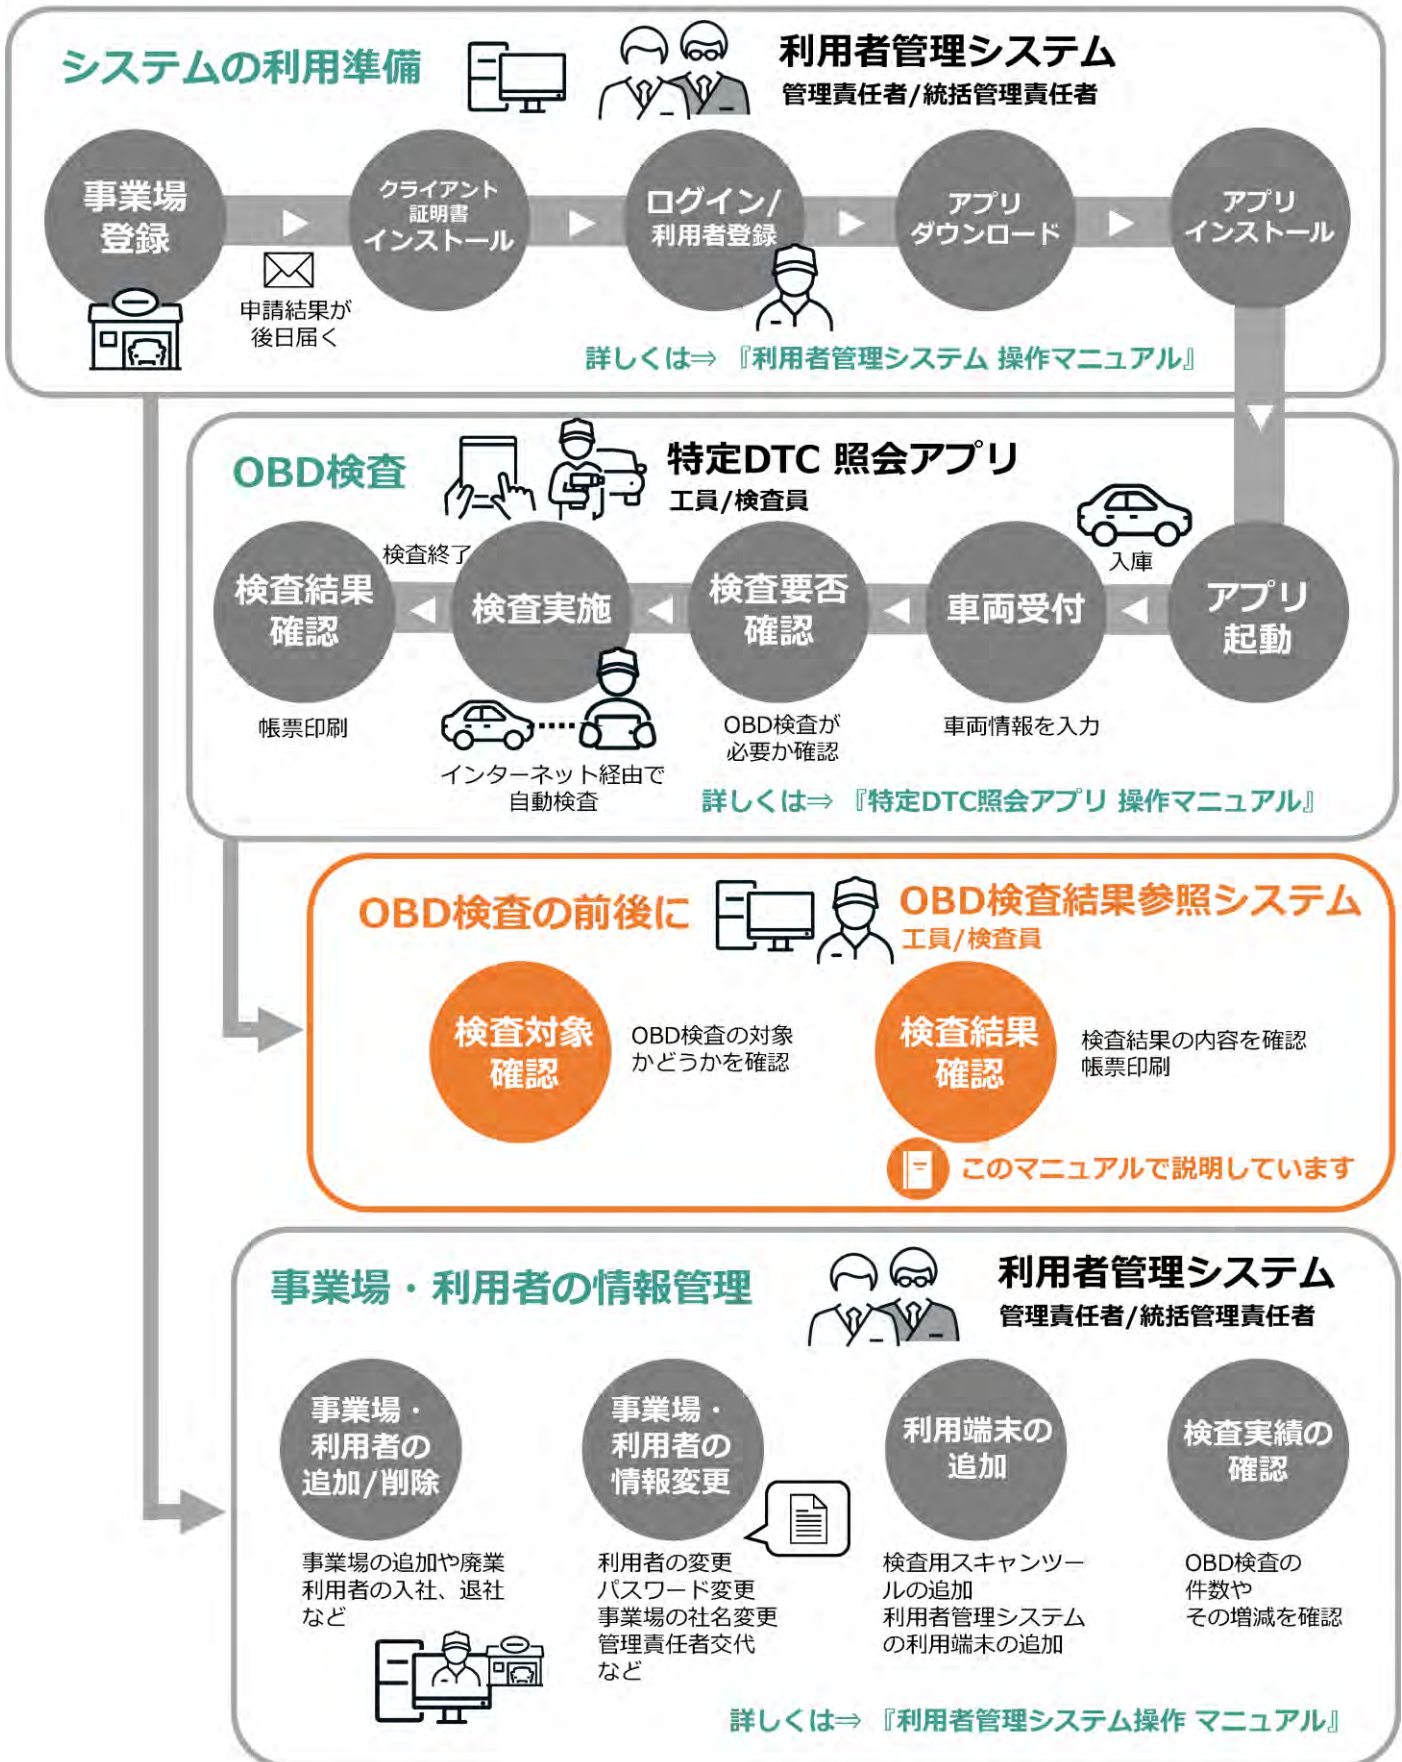 システムの利用準備
利用者管理システム
管理責任者/統括管理責任者
事業場
登録
クライアント
証明書
インストール
ログイン/
利用者登録
アプリ
ダウンロード
アプリ
インストール
申請結果が
後日届く
詳しくは⇒ 『利用者管理システム 操作マニュアル』
OBD検査
特定DTC 照会アプリ
工員/検査員
検査終了
入庫
検査結果
確認
検査実施
検査要否
確認
車両受付
アプリ
起動
帳票印刷
インターネット経由で
自動検査
OBD検査が
必要か確認
車両情報を入力
詳しくは⇒ 『特定DTC照会アプリ 操作マニュアル』
OBD検査の前後に
OBD検査結果参照システム
工員/検査員
検査対象
確認
OBD検査の対象
かどうかを確認
検査結果
確認
検査結果の内容を確認
帳票印刷
このマニュアルで説明しています
事業場・利用者の情報管理
利用者管理システム
管理責任者/統括管理責任者
事業場・
利用者の
追加/削除
事業場・
利用者の
情報変更
利用端末の
追加
検査実績の
確認
事業場の追加や廃業
利用者の入社、退社
など
利用者の変更
パスワード変更
事業場の社名変更
管理責任者交代
など
検査用スキャンツー
ルの追加
利用者管理システム
の利用端末の追加
OBD検査の
件数や
その増減を確認
詳しくは⇒ 『利用者管理システム操作 マニュアル』